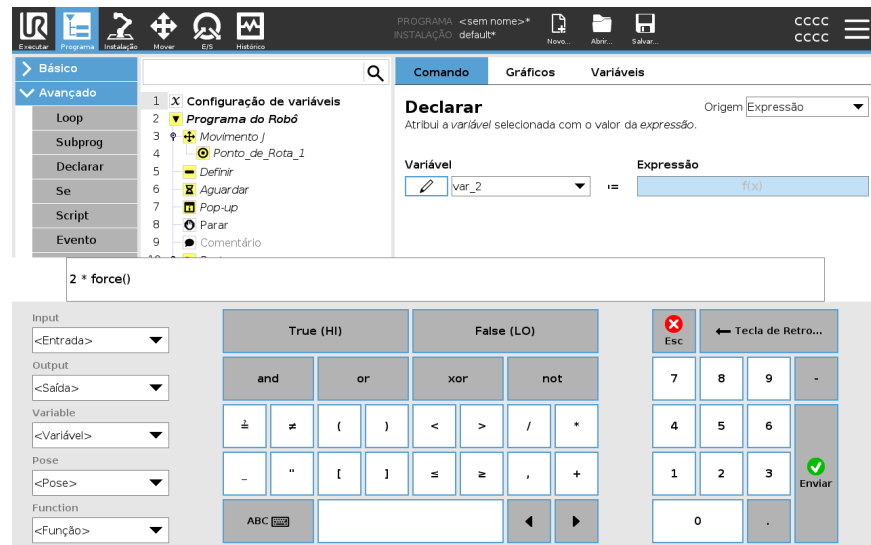 PROGRAMA <sem nome>*
INSTALAÇÃO default*
UR
Executar Programa Instalação Mover E/S Histórico Novo... Abrir... Salvar...
CCCC
CCCC
Básico
Avançado
Loop
Subprog
Declarar
Se
Script
Evento
1 X Configuração de variáveis
2 Programa do Robô
3 Movimento J
4 Ponto_de_Rota_1
5 Definir
6 Aguardar
7 Pop-up
8 Parar
9 Comentário
Comando Gráficos Variáveis
Declarar
Origem Expressão
Atribui a variável selecionada com o valor da expressão.
Variável Expressão
var_2 := f(x)
2 * force()
Input
<Entrada>
Output
<Saída>
Variable
<Variável>
Pose
<Pose>
Function
<Função>
True (HI) False (LO)
and or xor not
≟ ≠ ( ) < > / *
_ " [ ] ≤ ≥ , +
ABC
Esc Tecla de Retro...
7 8 9 -
4 5 6
1 2 3 Enviar
0 .